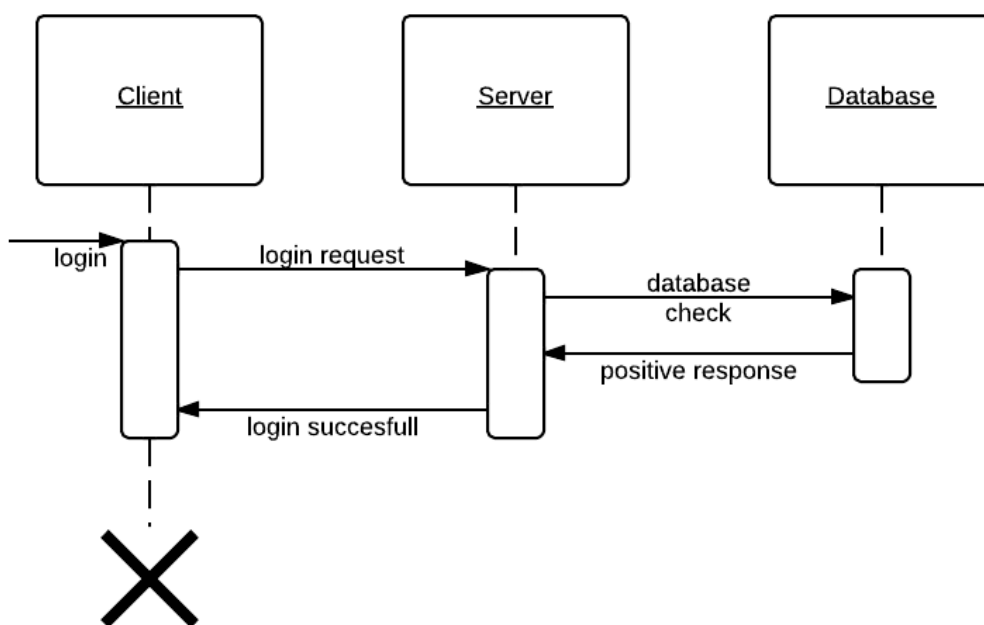 Client
Server
Database
login
login request
database
check
positive response
login succesfull